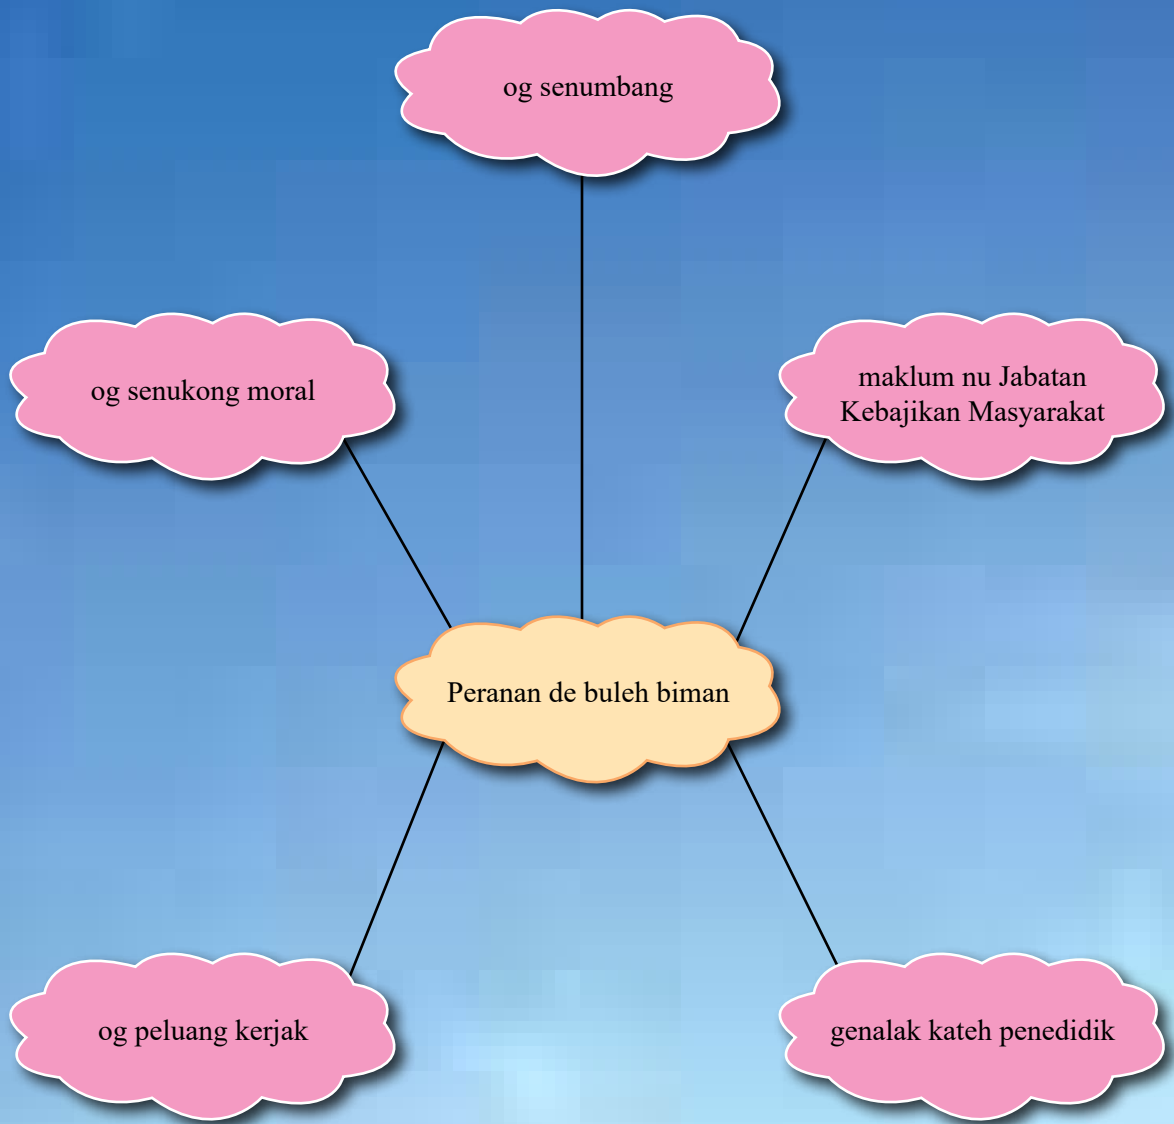 og senumbang
og senukong moral
maklum nu Jabatan
Kebajikan Masyarakat
Peranan de buleh biman
og peluang kerjak
genalak kateh penedidik